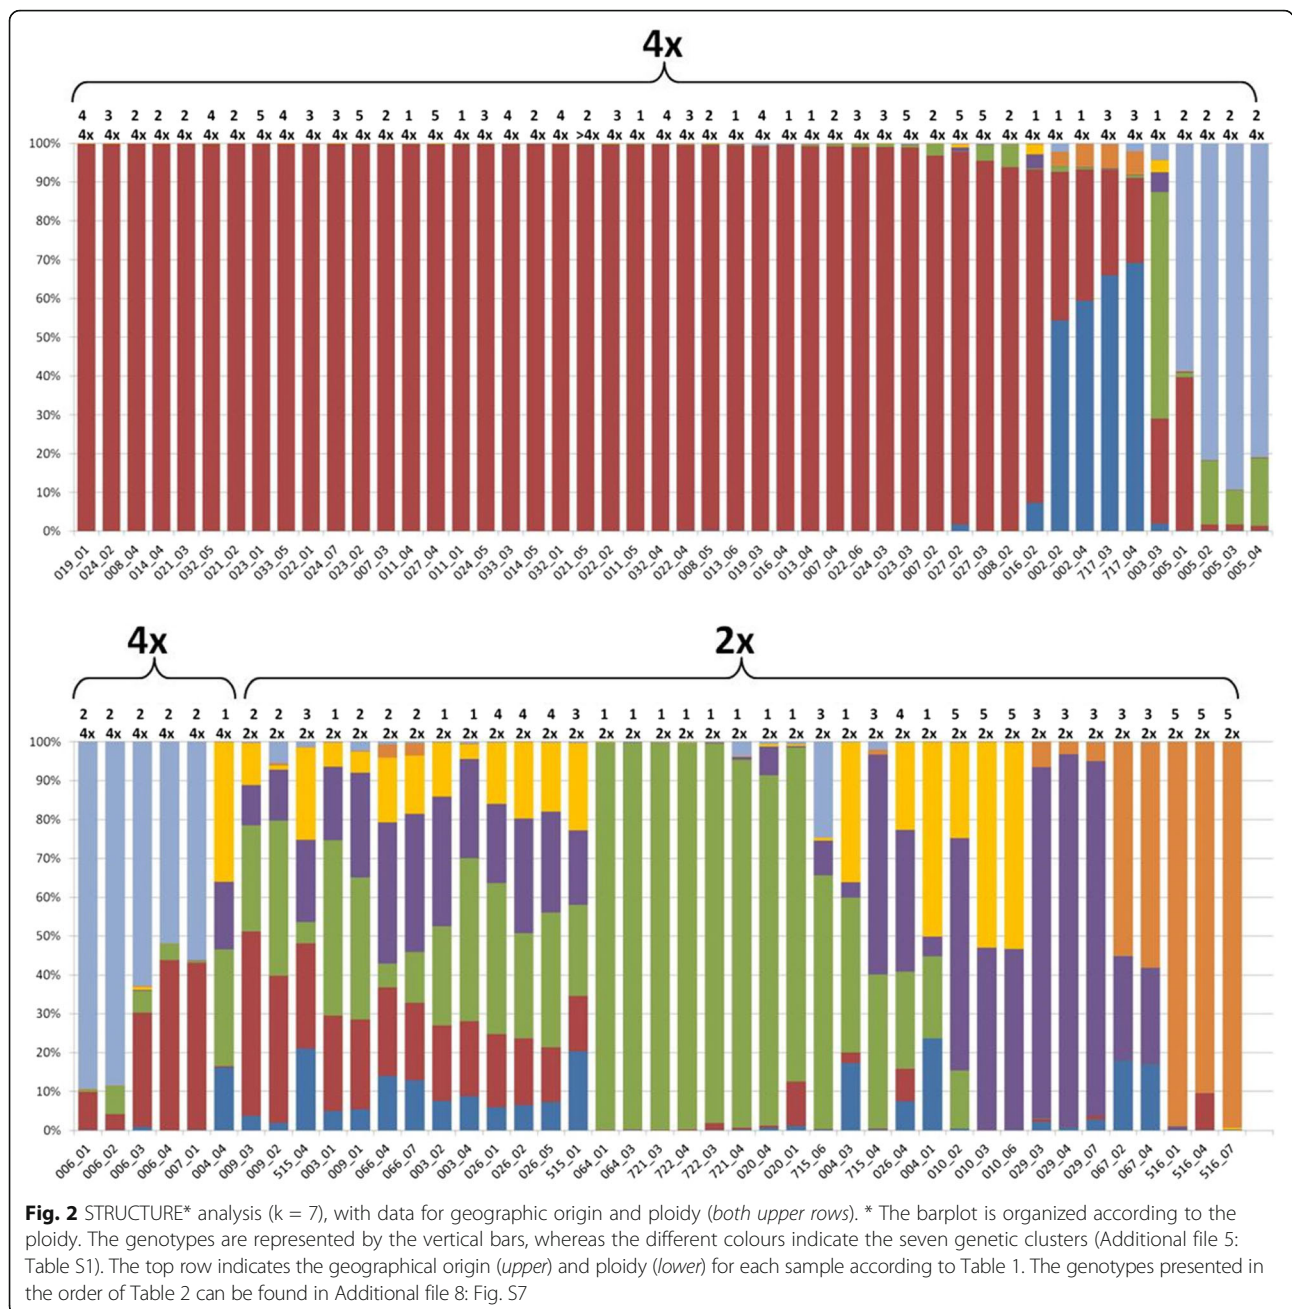 4x
4 3 2 2 2 4 2 5 4 3 3 5 2 1 5 1 3 4 2 4 2 3 1 4 3 2 1 4 1 1 2 3 3 5 2 5 5 2 1 1 1 3 3 1 2 2 2 2
4x 4x 4x 4x 4x 4x 4x 4x 4x 4x 4x 4x 4x 4x 4x 4x 4x 4x 4x 4x >4x 4x 4x 4x 4x 4x 4x 4x 4x 4x 4x 4x 4x 4x 4x 4x 4x 4x 4x 4x 4x 4x 4x 4x 4x 4x 4x 4x
100%
90%
80%
70%
60%
50%
40%
30%
20%
10%
0%
019_01 024_02 008_04 014_04 021_03 032_05 021_02 023_01 033_05 022_01 024_07 023_02 007_03 011_04 027_04 011_01 024_05 033_03 014_05 032_01 021_05 022_02 011_05 032_04 022_04 008_05 013_06 019_03 016_01 013_04 007_04 022_06 024_03 023_03 007_02 027_02 027_03 008_02 016_02 002_02 002_04 717_03 717_04 003_03 005_01 005_02 005_03 005_04
4x 2x
2 2 2 2 2 1 2 2 3 1 2 2 2 1 1 4 4 4 3 1 1 1 1 1 1 1 1 3 1 3 4 1 5 5 5 3 3 3 3 3 5 5 5
4x 4x 4x 4x 4x 4x 2x 2x 2x 2x 2x 2x 2x 2x 2x 2x 2x 2x 2x 2x 2x 2x 2x 2x 2x 2x 2x 2x 2x 2x 2x 2x 2x 2x 2x 2x 2x 2x 2x 2x 2x 2x 2x
100%
90%
80%
70%
60%
50%
40%
30%
20%
10%
0%
006_01 006_02 006_03 006_04 007_01 004_04 009_03 009_02 515_04 003_01 009_01 066_04 066_07 003_02 003_04 026_01 026_02 026_05 515_01 064_01 064_03 721_03 722_04 722_03 721_04 020_04 020_01 715_06 004_03 715_04 026_04 004_01 010_02 010_03 010_06 029_03 029_04 029_07 067_02 067_04 516_01 516_04 516_07
Fig. 2 STRUCTURE* analysis (k = 7), with data for geographic origin and ploidy (both upper rows). * The barplot is organized according to the
ploidy. The genotypes are represented by the vertical bars, whereas the different colours indicate the seven genetic clusters (Additional file 5:
Table S1). The top row indicates the geographical origin (upper) and ploidy (lower) for each sample according to Table 1. The genotypes presented in
the order of Table 2 can be found in Additional file 8: Fig. S7